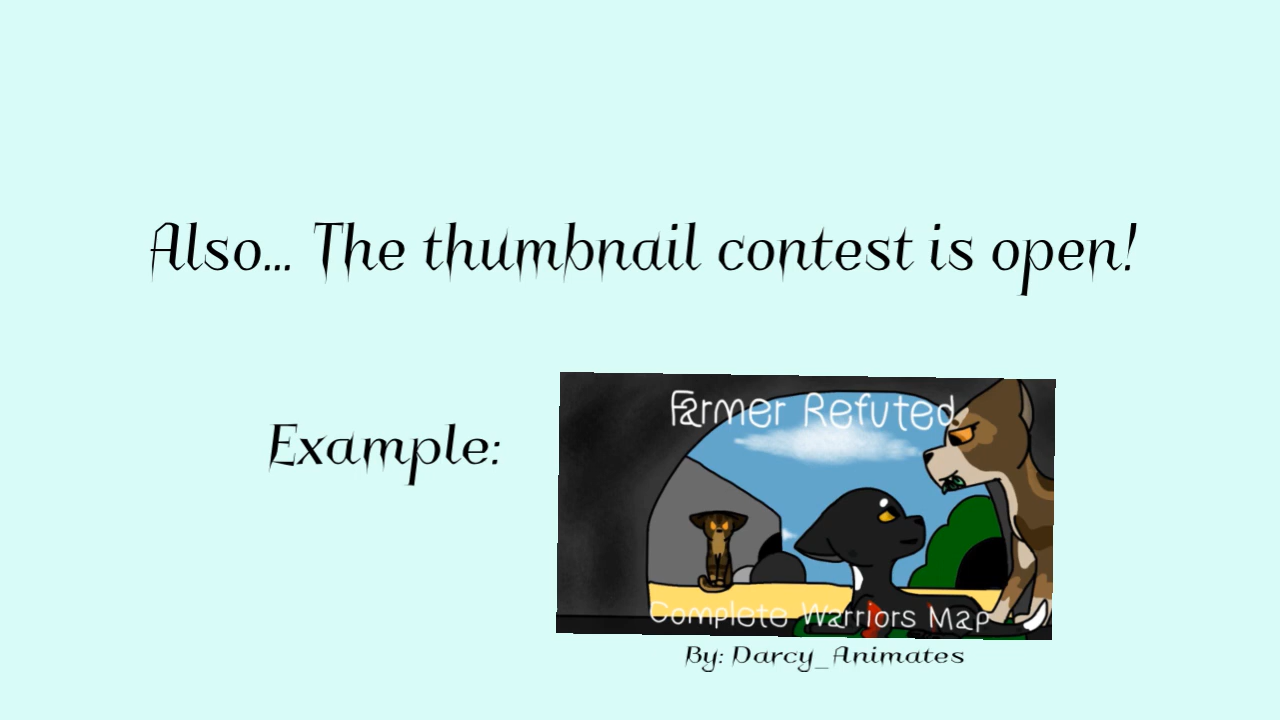 Also... The thumbnail contest is open!
Example:
Farmer Refuted
Complete Warriors Map
By: Darcy_Animates